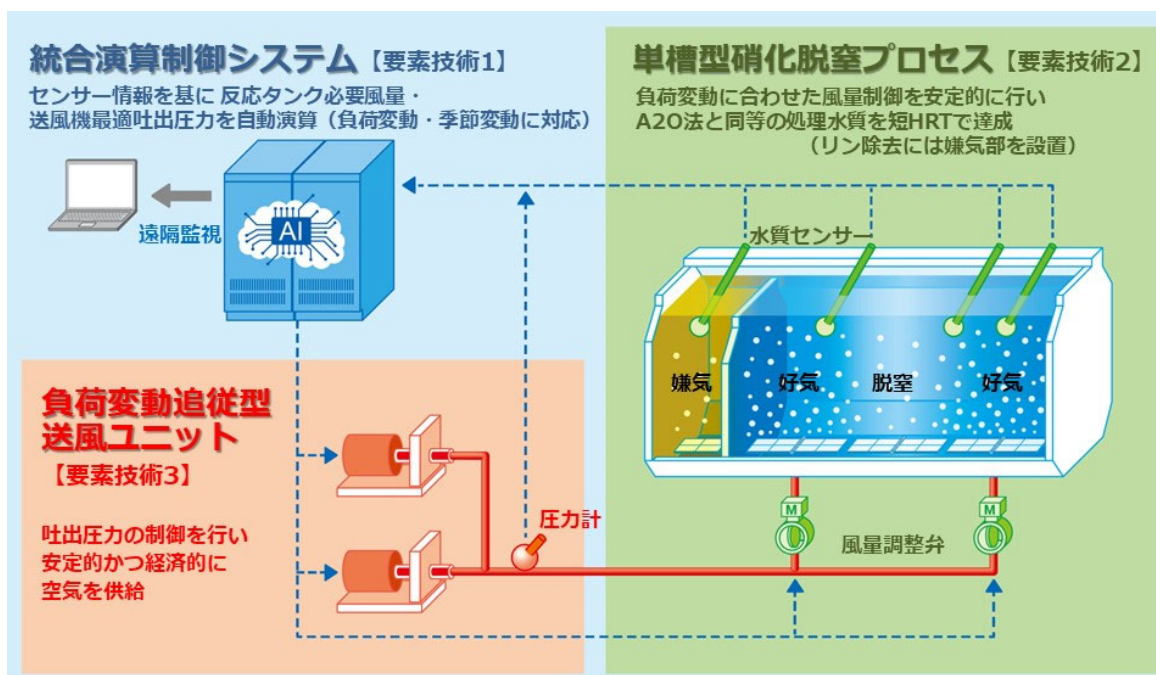 統合演算制御システム【要素技術1】
センサー情報を基に 反応タンク必要風量・
送風機最適吐出圧力を自動演算（負荷変動・季節変動に対応）
遠隔監視
AI
単槽型硝化脱窒プロセス【要素技術2】
負荷変動に合わせた風量制御を安定的に行い
A2O法と同等の処理水質を短HRTで達成
（リン除去には嫌気部を設置）
水質センサー
嫌気
好気
脱窒
好気
M
M
風量調整弁
負荷変動追従型
送風ユニット
【要素技術3】
吐出圧力の制御を行い
安定的かつ経済的に
空気を供給
圧力計